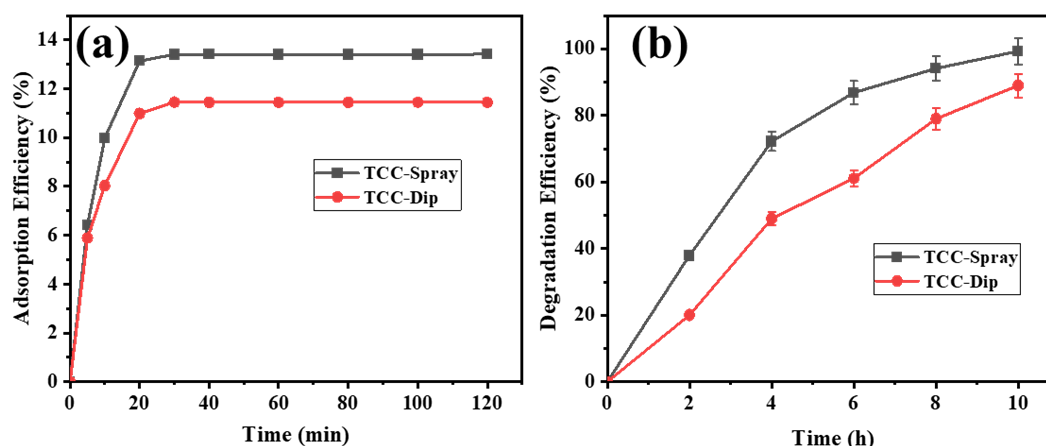 (a)
Adsorption Efficiency (%)
14
12
10
8
6
4
2
0
TCC-Spray
TCC-Dip
0 20 40 60 80 100 120
Time (min)
(b)
Degradation Efficiency (%)
100
80
60
40
20
0
TCC-Spray
TCC-Dip
0 2 4 6 8 10
Time (h)